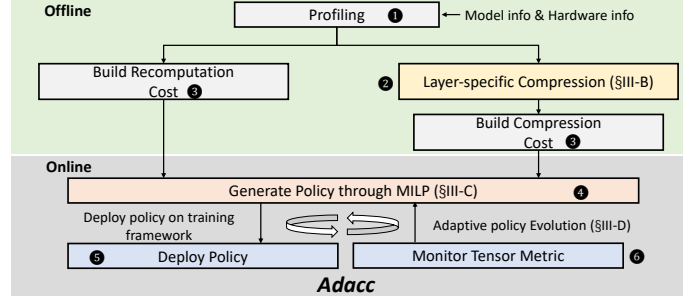 Offline
Profiling ❶
Model info & Hardware info
Build Recomputation
Cost ❸
❷ Layer-specific Compression (§III-B)
Build Compression
Cost ❸
Online
Generate Policy through MILP (§III-C) ❹
Deploy policy on training
framework
Adaptive policy Evolution (§III-D)
❺ Deploy Policy
Monitor Tensor Metric ❻
Adacc